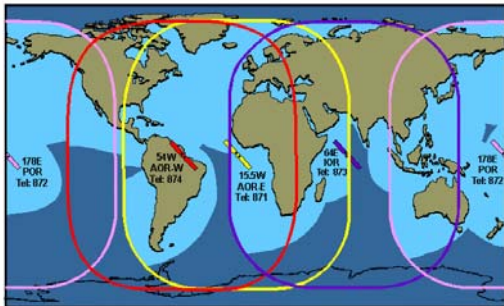 178E
POR
Tel: 872
54W
AOR-W
Tel: 874
15.5W
AOR-E
Tel: 871
64E
IOR
Tel: 873
178E
POR
Tel: 872